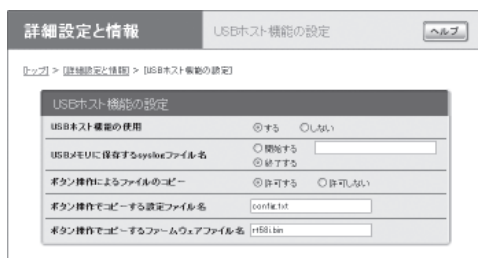 詳細設定と情報
USBホスト機能の設定
ヘルプ
[トップ] > [詳細設定と情報] > [USBホスト機能の設定]
USBホスト機能の設定
USBホスト機能の使用 する しない
USBメモリに保存するsyslogファイル名 開始する
終了する
ボタン操作によるファイルのコピー 許可する 許可しない
ボタン操作でコピーする設定ファイル名 config.txt
ボタン操作でコピーするファームウェアファイル名 rt58i.bin